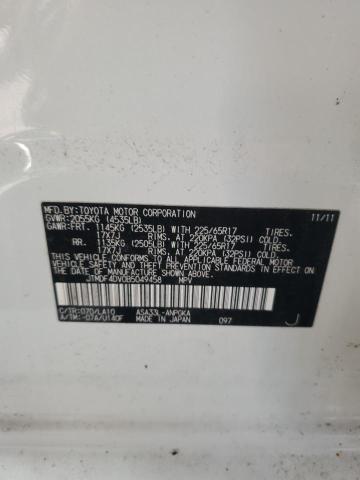 MFD.BY:TOYOTA MOTOR CORPORATION 11/11
GVWR:2055KG (4535LB)
GAWR:FRT. 1145KG (2535LB) WITH 225/65R17 TIRES.
17X7J RIMS. AT 220KPA (32PSI) COLD.
RR. 1135KG (2505LB) WITH 225/65R17 TIRES.
17X7J RIMS. AT 220KPA (32PSI) COLD.
THIS VEHICLE CONFORMS TO ALL APPLICABLE FEDERAL MOTOR
VEHICLE SAFETY AND THEFT PREVENTION STANDARDS IN EFFECT
ON THE DATE OF MANUFACTURE SHOWN ABOVE.
JTMDF4DV0B5049458 MPV
C/TR:070/LA10 ASA33L-ANPGKA
A/TM:-07A/U140F MADE IN JAPAN 097 J